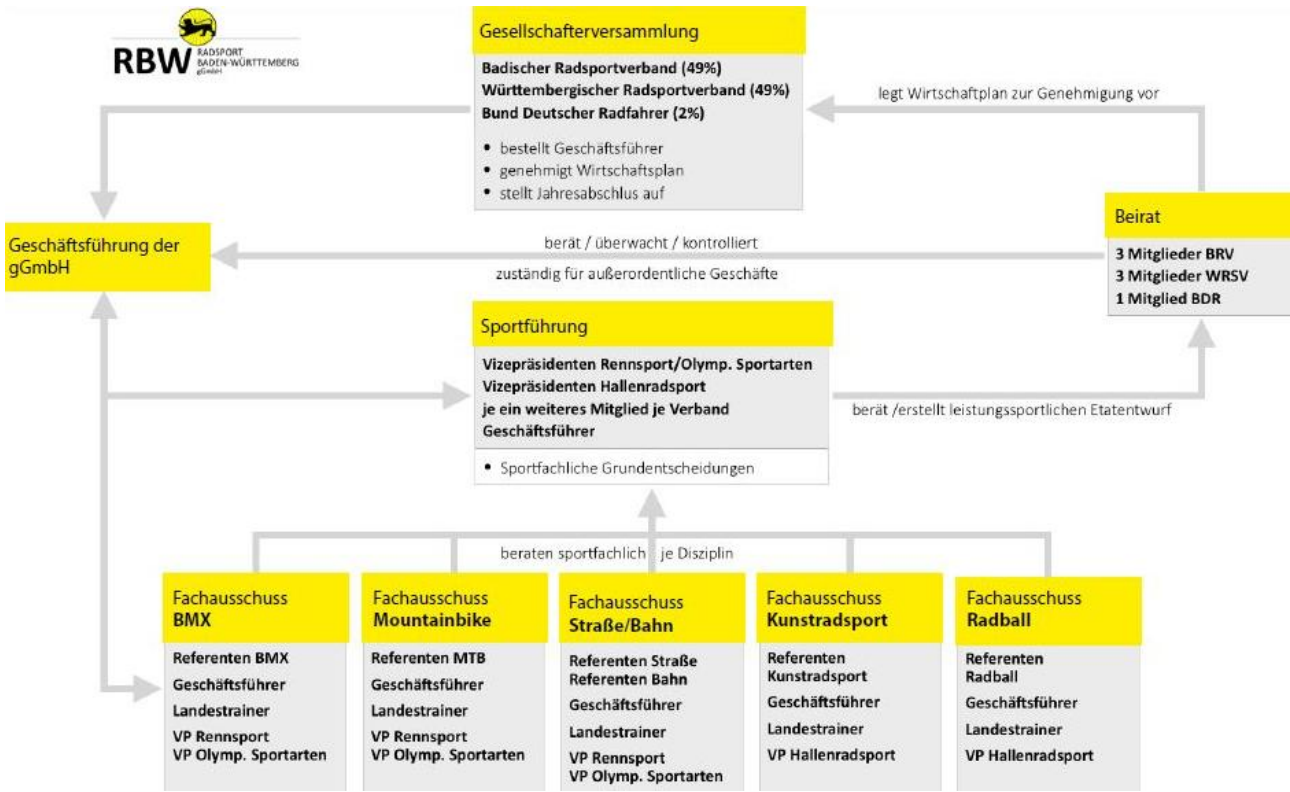 RBW RADSPORT
BADEN-WÜRTTEMBERG
gGmbH
Gesellschafterversammlung
Badischer Radsportverband (49%)
Württembergischer Radsportverband (49%)
Bund Deutscher Radfahrer (2%)
• bestellt Geschäftsführer
• genehmigt Wirtschaftsplan
• stellt Jahresabschlus auf
legt Wirtschaftplan zur Genehmigung vor
Geschäftsführung der
gGmbH
berät / überwacht / kontrolliert
zuständig für außerordentliche Geschäfte
Beirat
3 Mitglieder BRV
3 Mitglieder WRSV
1 Mitglied BDR
Sportführung
Vizepräsidenten Rennsport/Olymp. Sportarten
Vizepräsidenten Hallenradsport
je ein weiteres Mitglied je Verband
Geschäftsführer
• Sportfachliche Grundentscheidungen
berät /erstellt leistungssportlichen Etatentwurf
beraten sportfachlich je Disziplin
Fachausschuss
BMX
Referenten BMX
Geschäftsführer
Landestrainer
VP Rennsport
VP Olymp. Sportarten
Fachausschuss
Mountainbike
Referenten MTB
Geschäftsführer
Landestrainer
VP Rennsport
VP Olymp. Sportarten
Fachausschuss
Straße/Bahn
Referenten Straße
Referenten Bahn
Geschäftsführer
Landestrainer
VP Rennsport
VP Olymp. Sportarten
Fachausschuss
Kunstradsport
Referenten
Kunstradsport
Geschäftsführer
Landestrainer
VP Hallenradsport
Fachausschuss
Radball
Referenten
Radball
Geschäftsführer
Landestrainer
VP Hallenradsport